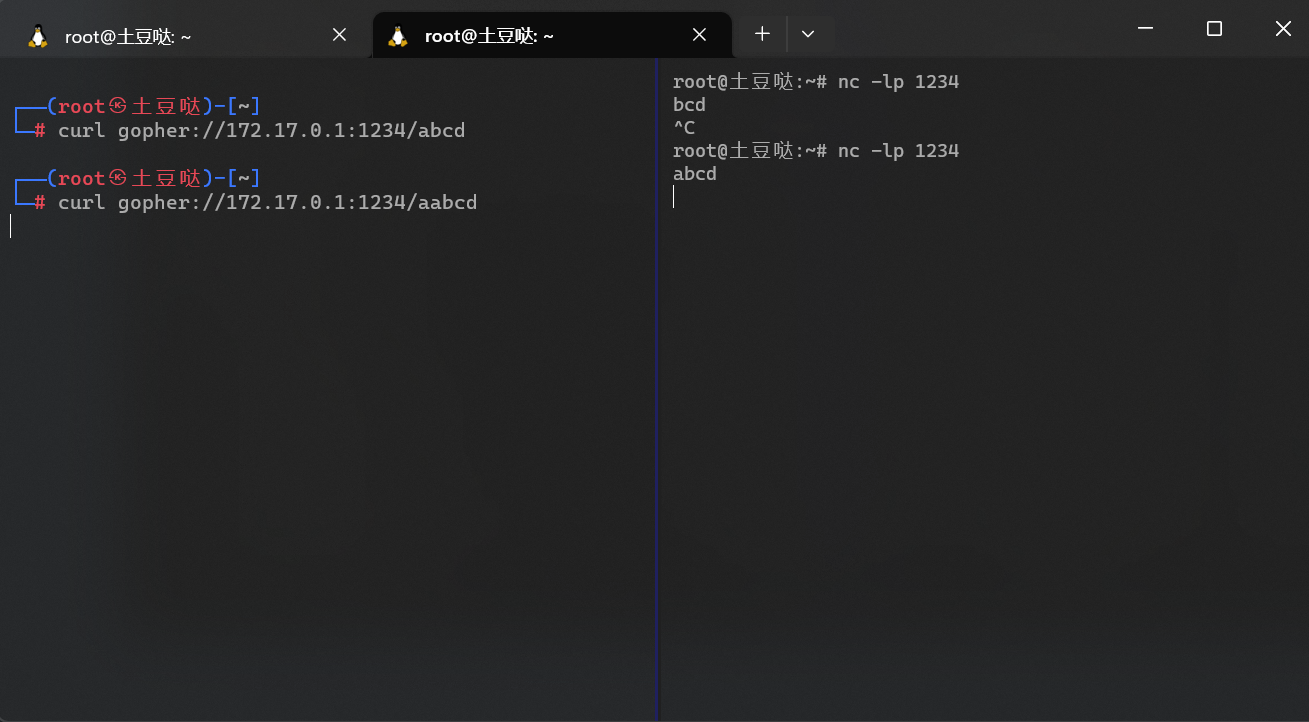 root@土豆哒: ~
root@土豆哒: ~
(root㉿土豆哒)-[~]
# curl gopher://172.17.0.1:1234/abcd
(root㉿土豆哒)-[~]
# curl gopher://172.17.0.1:1234/aabcd
root@土豆哒:~# nc -lp 1234
bcd
^C
root@土豆哒:~# nc -lp 1234
abcd